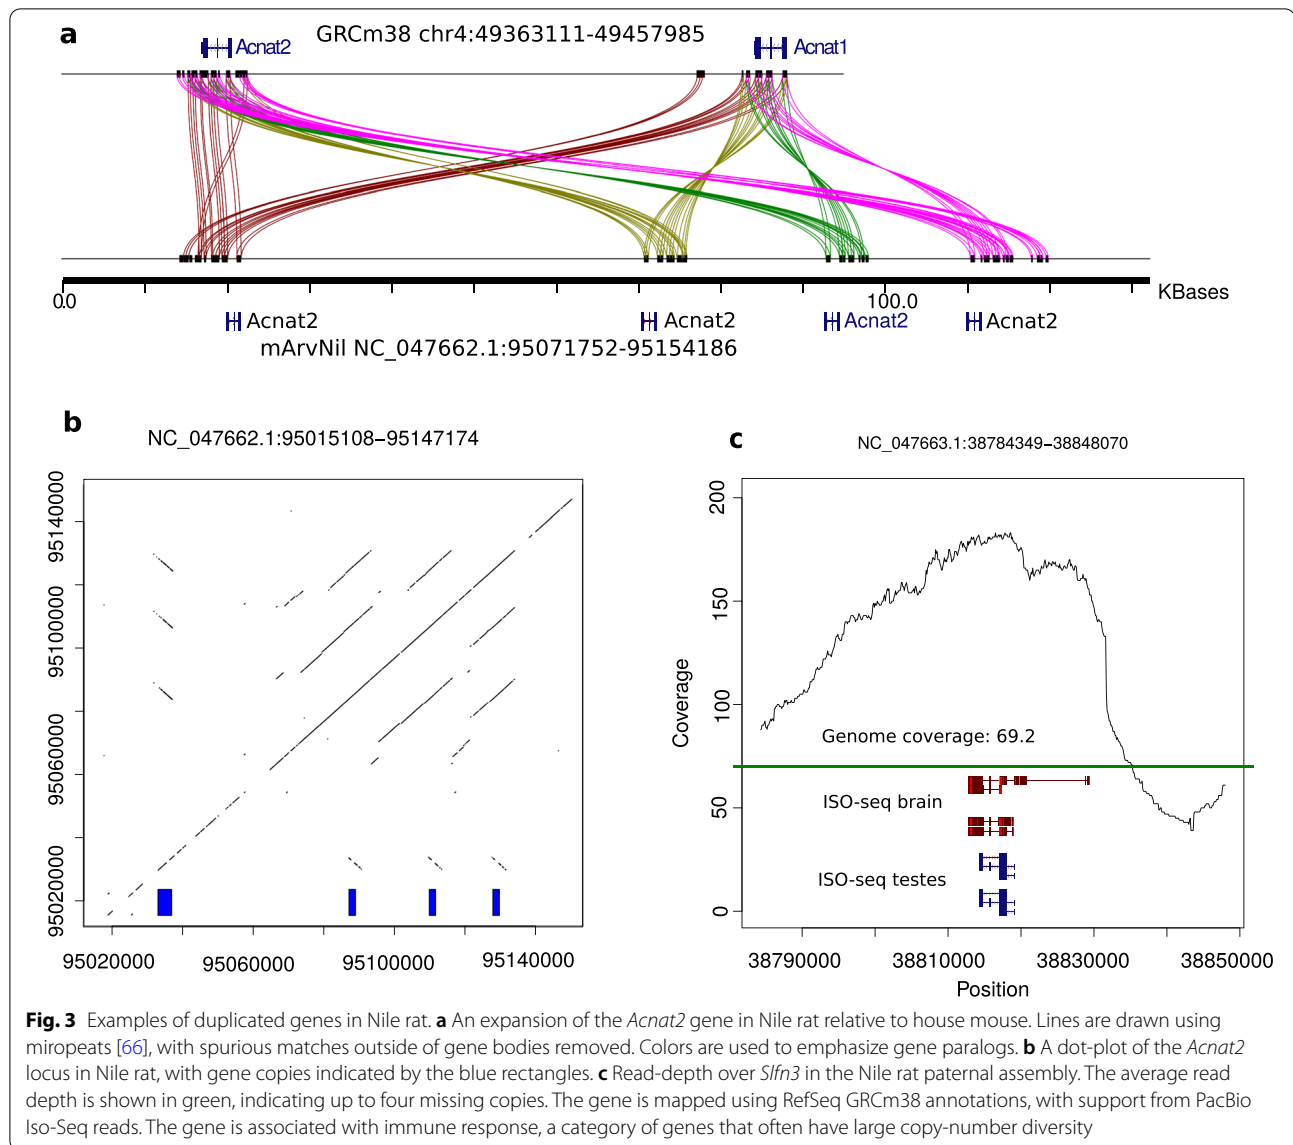 a
GRCm38 chr4:49363111-49457985
Acnat2
Acnat1
0.0
100.0
KBases
Acnat2
Acnat2
Acnat2
Acnat2
mArvNil NC_047662.1:95071752-95154186
b
NC_047662.1:95015108−95147174
95140000
95100000
95060000
95020000
95020000
95060000
95100000
95140000
c
NC_047663.1:38784349−38848070
200
150
100
50
0
Coverage
Genome coverage: 69.2
ISO-seq brain
ISO-seq testes
38790000
38810000
38830000
38850000
Position
Fig. 3 Examples of duplicated genes in Nile rat. a An expansion of the Acnat2 gene in Nile rat relative to house mouse. Lines are drawn using
miropeats [66], with spurious matches outside of gene bodies removed. Colors are used to emphasize gene paralogs. b A dot-plot of the Acnat2
locus in Nile rat, with gene copies indicated by the blue rectangles. c Read-depth over Slfn3 in the Nile rat paternal assembly. The average read
depth is shown in green, indicating up to four missing copies. The gene is mapped using RefSeq GRCm38 annotations, with support from PacBio
Iso-Seq reads. The gene is associated with immune response, a category of genes that often have large copy-number diversity